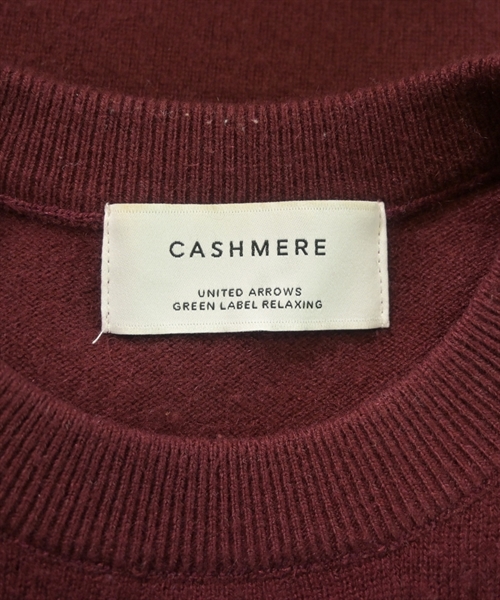 CASHMERE
UNITED ARROWS
GREEN LABEL RELAXING